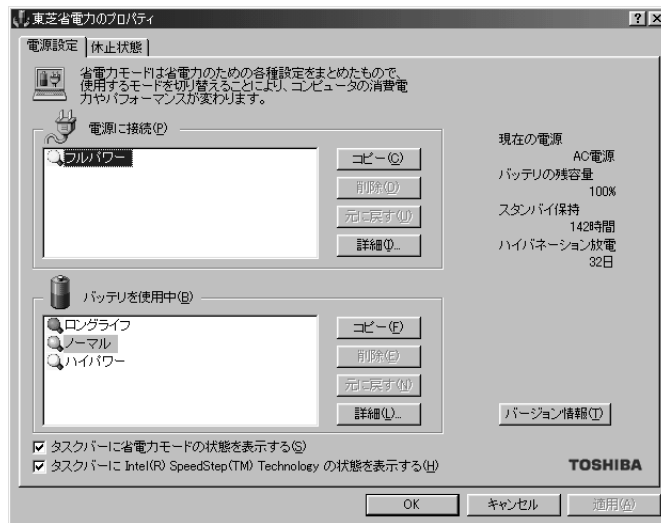 東芝省電力のプロパティ
電源設定
休止状態
省電力モードは省電力のための各種設定をまとめたもので、
使用するモードを切り替えることにより、コンピュータの消費電
力やパフォーマンスが変わります。
電源に接続(P)
フルパワー
コピー(C)
削除(D)
元に戻す(U)
詳細(I)...
現在の電源
AC電源
バッテリの残容量
100%
スタンバイ保持
142時間
ハイバネーション放電
32日
バッテリを使用中(B)
ロングライフ
ノーマル
ハイパワー
コピー(F)
削除(E)
元に戻す(N)
詳細(L)...
バージョン情報(T)
タスクバーに省電力モードの状態を表示する(S)
タスクバーに Intel(R) SpeedStep(TM) Technology の状態を表示する(H)
TOSHIBA
OK
キャンセル
適用(A)